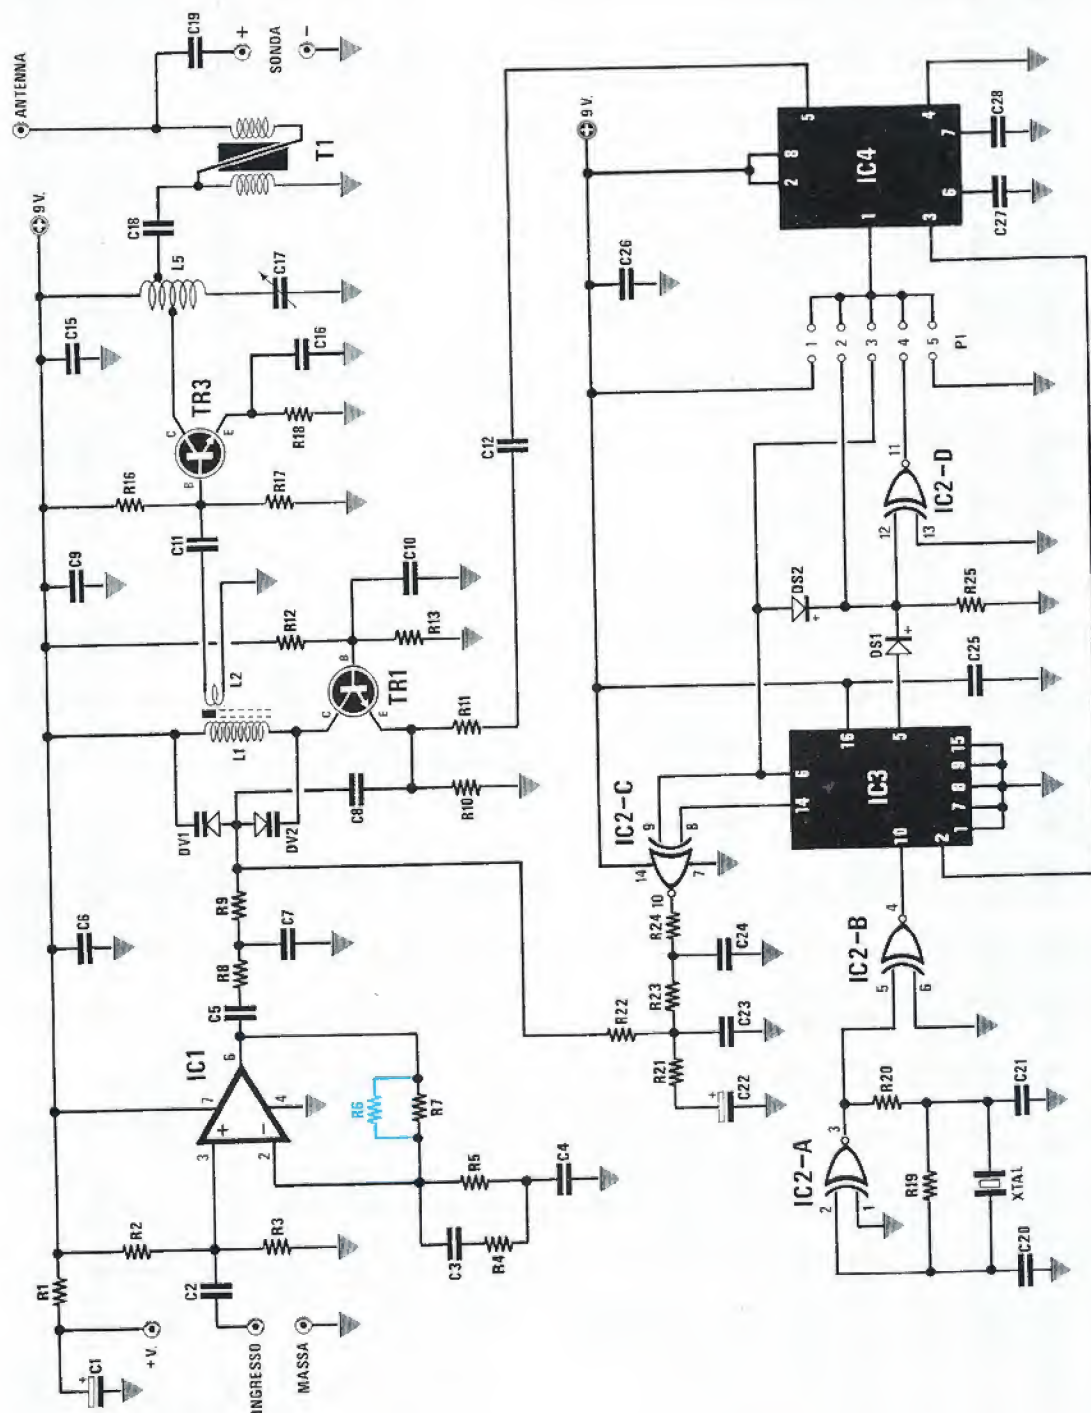 C1
+
+V.
R1
INGRESSO
MASSA
C2
R2
R3
3
2
+
−
7
4
6
IC1
C3
R4
R5
C4
R6
R7
C5
R8
C7
R9
C6
DV1
DV2
L1
L2
C8
R10
R11
C
B
E
TR1
R12
R13
C10
C9
C11
R16
R17
B
C
E
TR3
R18
C16
C15
L5
C17
C18
9 V.
T1
ANTENNA
C19
+
SONDA
−
C12
C20
XTAL
C21
R19
R20
2
1
3
IC2-A
5
6
4
IC2-B
C22
+
R21
C23
R22
R23
C24
R24
10
14
7
9
8
IC2-C
10
2
14
6
IC3
1
7
8
9
15
16
5
C25
DS1
+
DS2
+
R25
12
13
11
IC2-D
1
2
3
4
5
P1
C26
9 V.
1
3
2
8
IC4
6
7
5
4
C27
C28